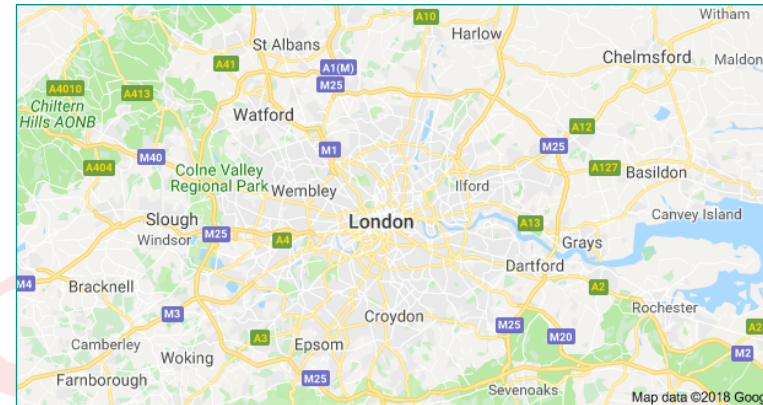 A10
Witham
Harlow
St Albans
Chelmsford
Maldon
A41
A1(M)
M25
A4010
A413
Chiltern
Hills AONB
Watford
A12
M1
M25
M40
A404
Colne Valley
Regional Park
Wembley
Ilford
A127
Basildon
Slough
London
A13
Canvey Island
Windsor
M25
A4
Grays
Dartford
M4
Bracknell
A2
Rochester
M3
Croydon
M25
A2
Camberley
Woking
A3
Epsom
M20
M2
Farnborough
M25
Sevenoaks
Map data ©2018 Goog